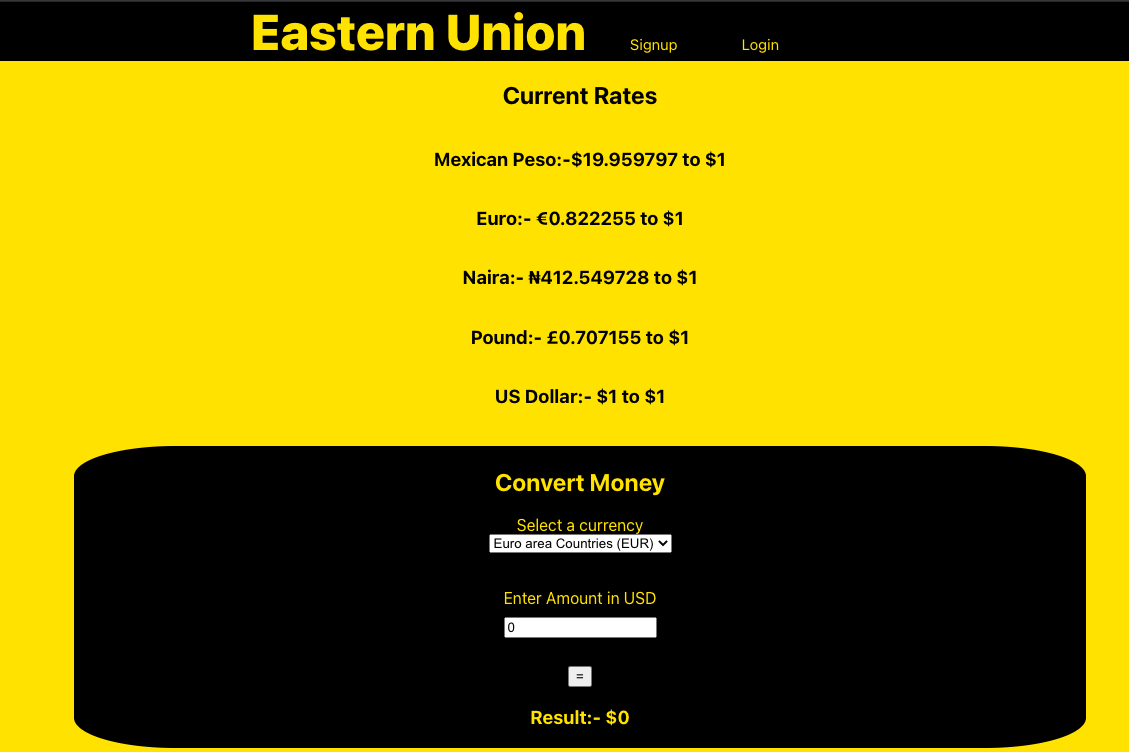 Eastern Union Signup Login
Current Rates
Mexican Peso:-$19.959797 to $1
Euro:- €0.822255 to $1
Naira:- ₦412.549728 to $1
Pound:- £0.707155 to $1
US Dollar:- $1 to $1
Convert Money
Select a currency
Euro area Countries (EUR)
Enter Amount in USD
0
=
Result:- $0